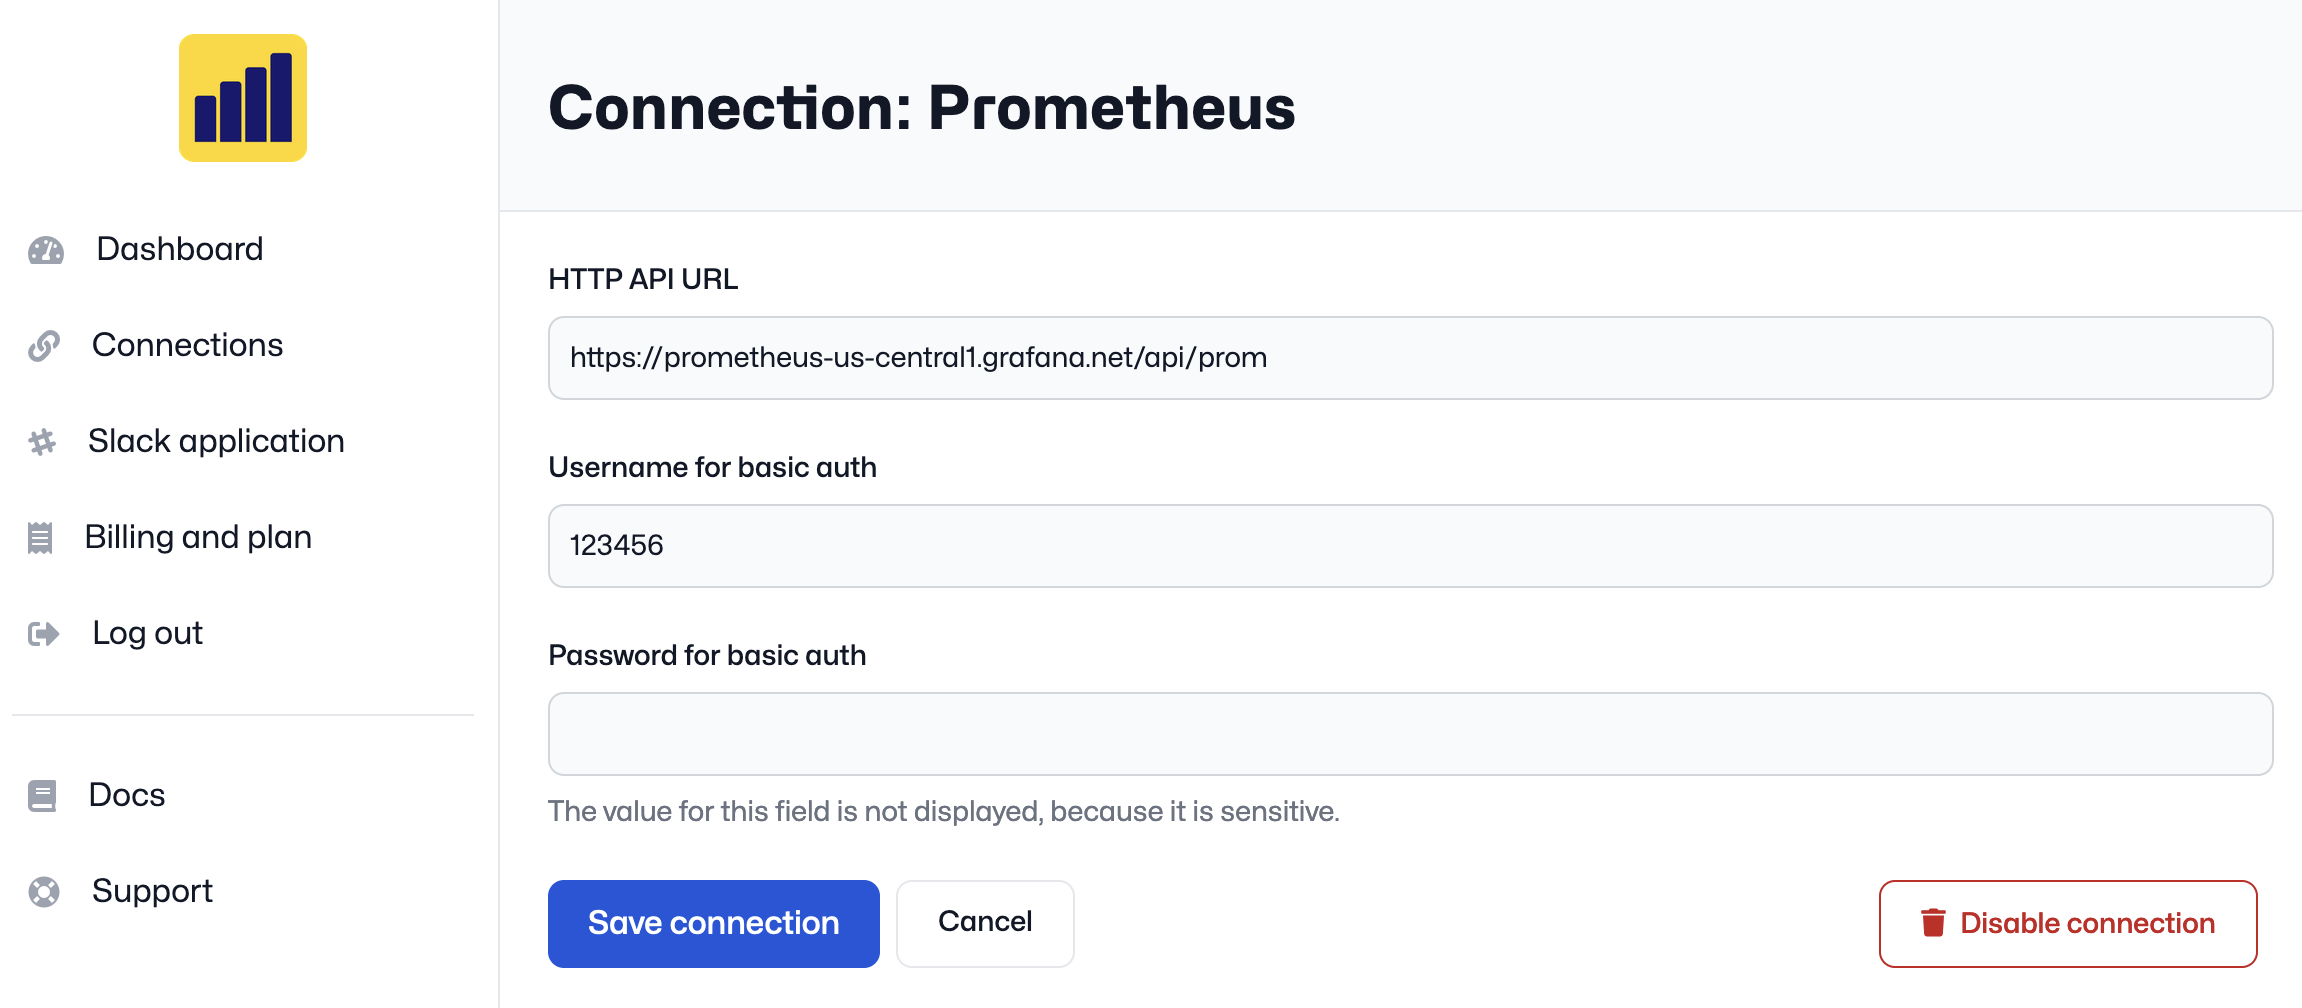 Dashboard
Connections
Slack application
Billing and plan
Log out
Docs
Support
Connection: Prometheus
HTTP API URL
https://prometheus-us-central1.grafana.net/api/prom
Username for basic auth
123456
Password for basic auth
The value for this field is not displayed, because it is sensitive.
Save connection
Cancel
Disable connection